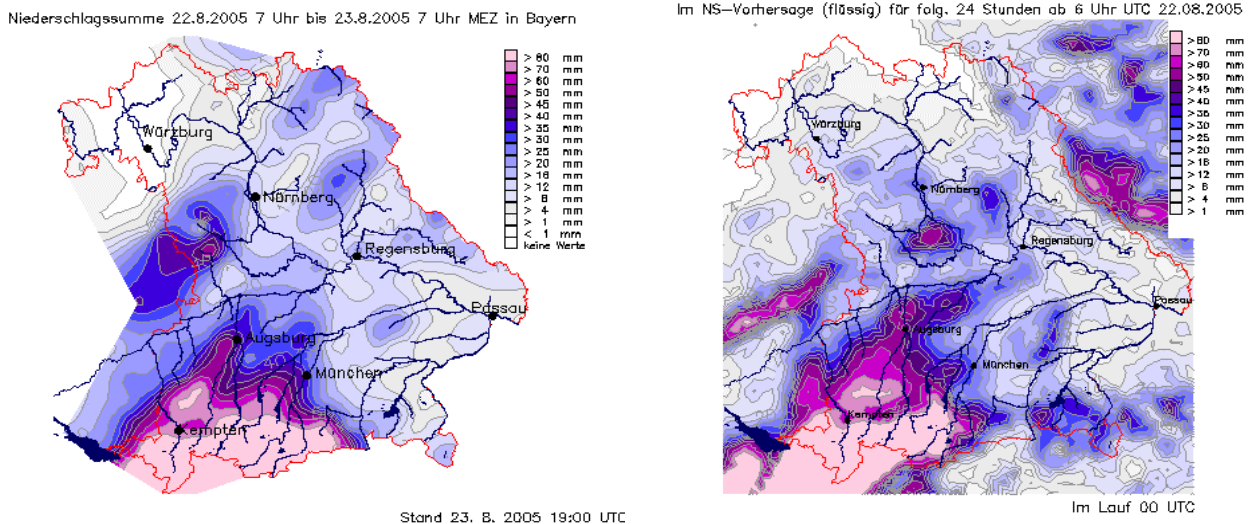 Niederschlagssumme 22.8.2005 7 Uhr bis 23.8.2005 7 Uhr MEZ in Bayern
> 80 mm
> 70 mm
> 60 mm
> 50 mm
> 45 mm
> 40 mm
> 35 mm
> 30 mm
> 25 mm
> 20 mm
> 16 mm
> 12 mm
> 8 mm
> 4 mm
> 1 mm
< 1 mm
keine Werte
Würzburg
Nürnberg
Regensburg
Passau
Augsburg
München
Kempten
Stand 23. 8. 2005 19:00 UTC
lm NS-Vorhersage (flüssig) für folg. 24 Stunden ab 6 Uhr UTC 22.08.2005
>80 mm
>70 mm
>60 mm
>50 mm
>45 mm
>40 mm
>35 mm
>30 mm
>25 mm
>20 mm
>16 mm
>12 mm
>8 mm
>4 mm
>1 mm
Würzburg
Nürnberg
Regensburg
Passau
Augsburg
München
Kempten
lm Lauf 00 UTC